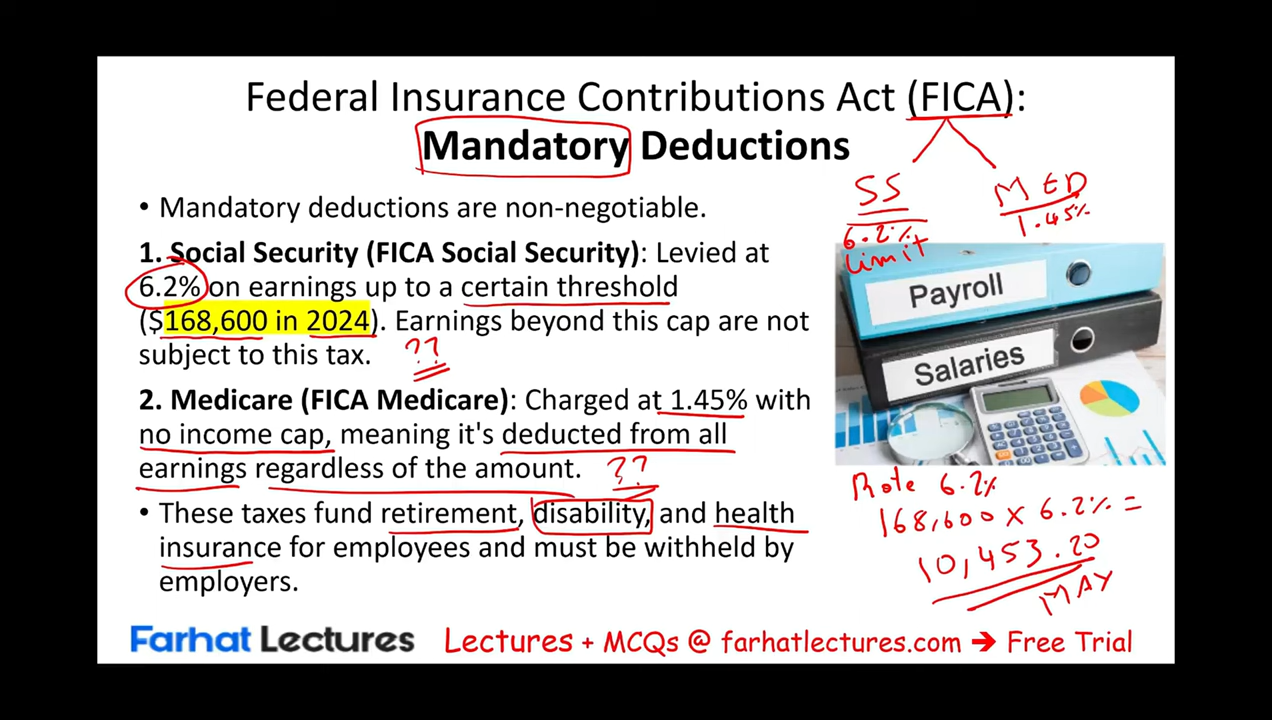 Federal Insurance Contributions Act (FICA):
Mandatory Deductions
• Mandatory deductions are non-negotiable.
1. Social Security (FICA Social Security): Levied at
6.2% on earnings up to a certain threshold
($168,600 in 2024). Earnings beyond this cap are not
subject to this tax. ??
2. Medicare (FICA Medicare): Charged at 1.45% with
no income cap, meaning it's deducted from all
earnings regardless of the amount. ??
• These taxes fund retirement, disability, and health
insurance for employees and must be withheld by
employers.
SS
6.2%
limit
MED
1.45%
Payroll
Salaries
Rate 6.2%
168,600 x 6.2% =
10,453.20
MAX
Farhat Lectures
Lectures + MCQs @ farhatlectures.com → Free Trial